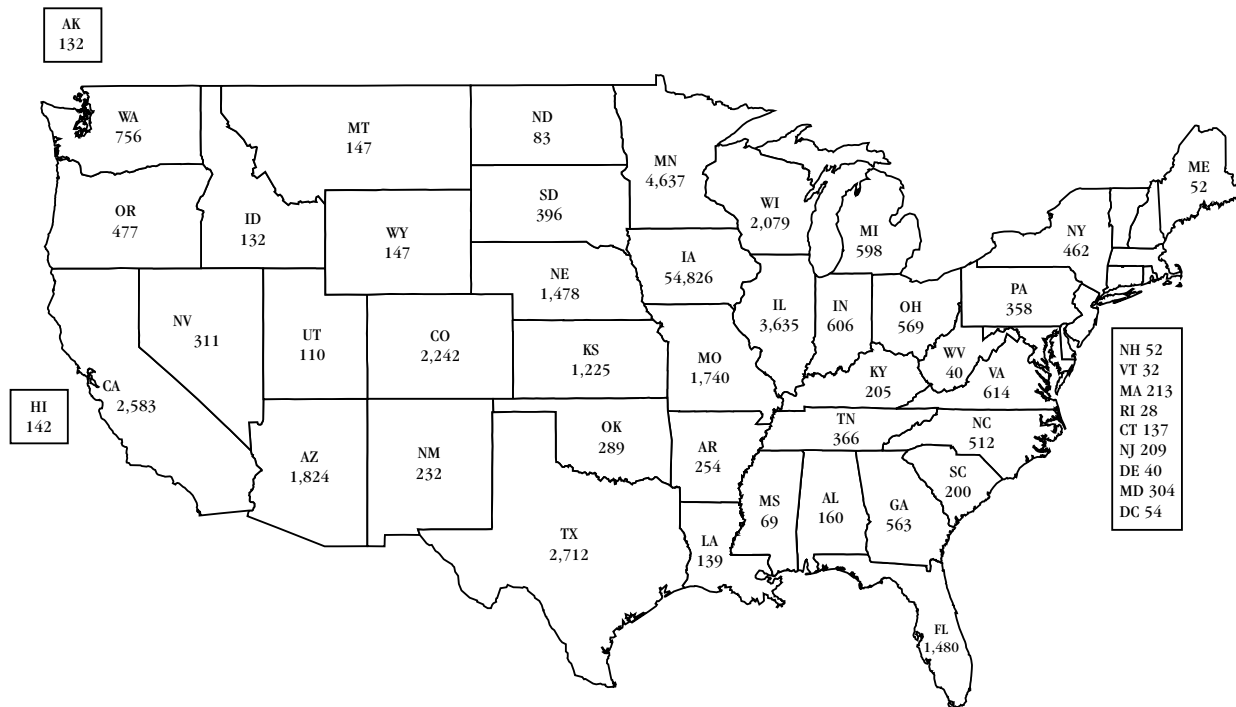 AK
132
WA
756
MT
147
ND
83
MN
4,637
ME
52
OR
477
ID
132
WY
147
SD
396
WI
2,079
MI
598
NY
462
IA
54,826
NE
1,478
PA
358
NV
311
UT
110
CO
2,242
KS
1,225
MO
1,740
IL
3,635
IN
606
OH
569
WV
40
VA
614
KY
205
CA
2,583
HI
142
AZ
1,824
NM
232
OK
289
AR
254
TN
366
NC
512
SC
200
MS
69
AL
160
GA
563
TX
2,712
LA
139
FL
1,480
NH 52
VT 32
MA 213
RI 28
CT 137
NJ 209
DE 40
MD 304
DC 54